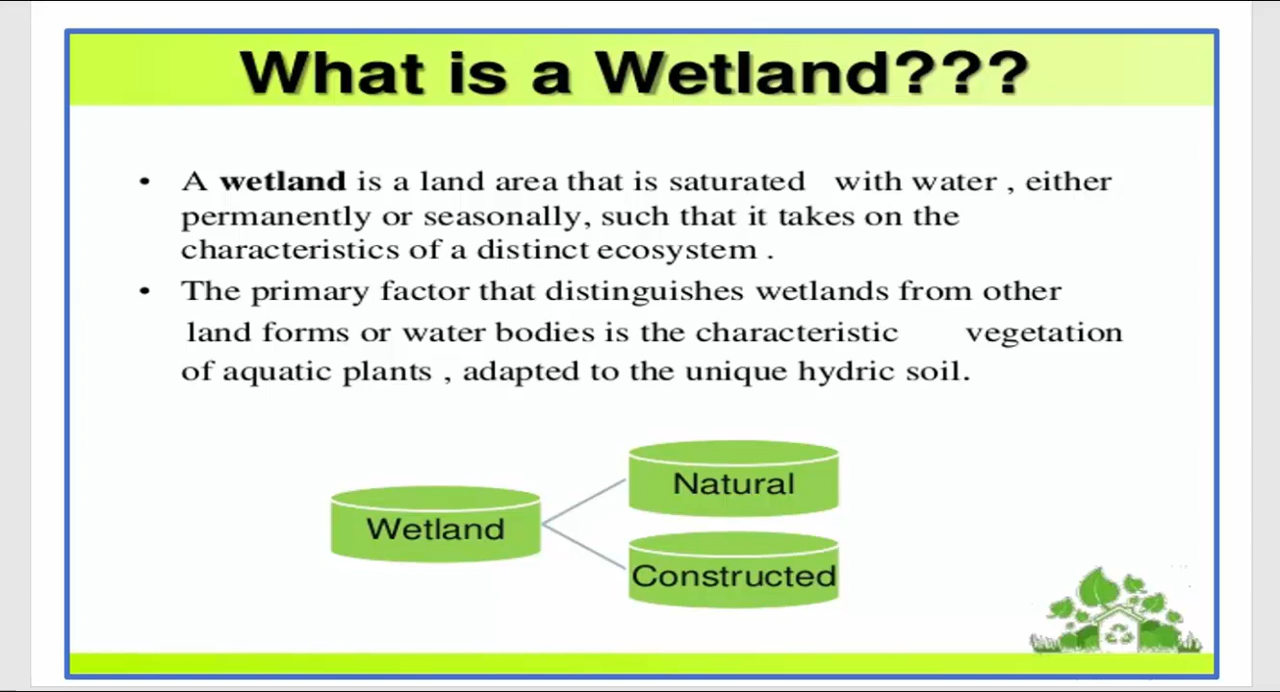 What is a Wetland???
• A wetland is a land area that is saturated with water , either
permanently or seasonally, such that it takes on the
characteristics of a distinct ecosystem .
• The primary factor that distinguishes wetlands from other
land forms or water bodies is the characteristic vegetation
of aquatic plants , adapted to the unique hydric soil.
Natural
Wetland
Constructed